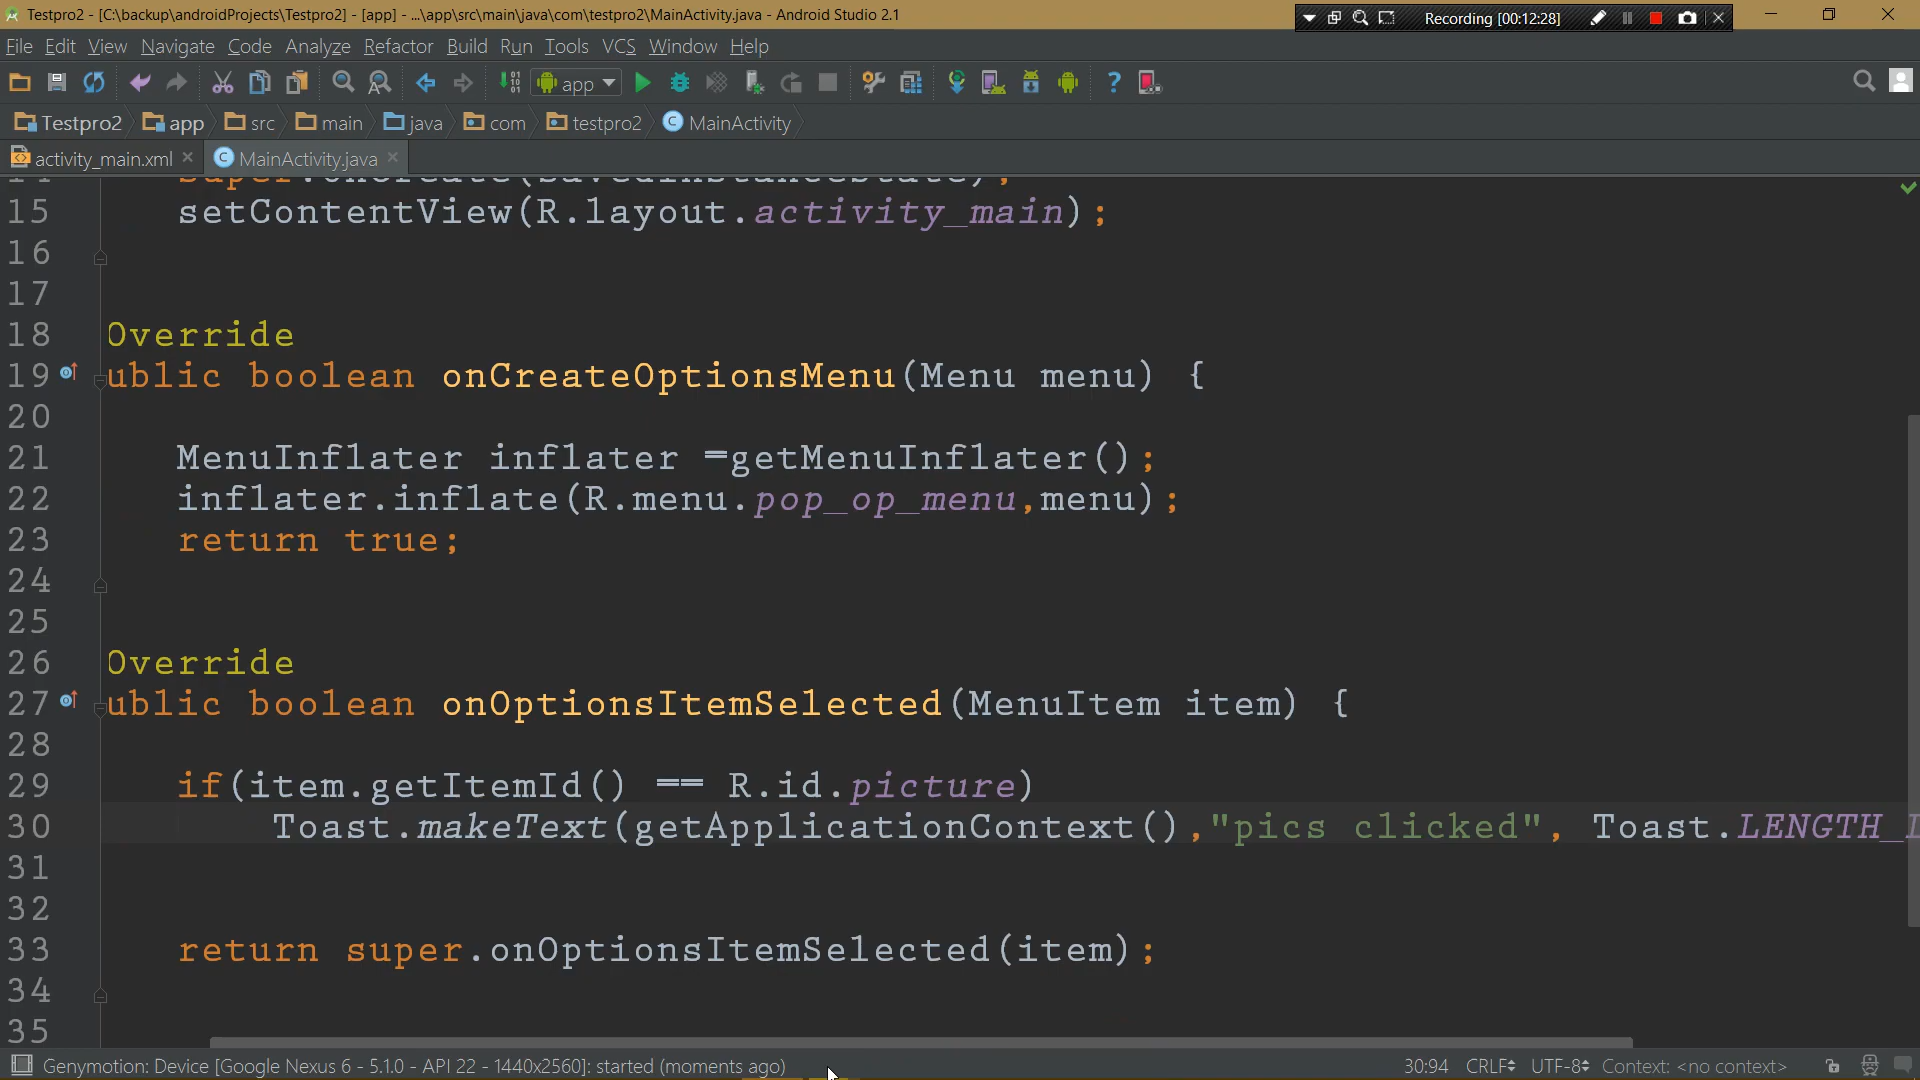 Testpro2 - [C:\backup\androidProjects\Testpro2] - [app] - ...\app\src\main\java\com\testpro2\MainActivity.java - Android Studio 2.1
Recording [00:12:28]
File Edit View Navigate Code Analyze Refactor Build Run Tools VCS Window Help
app
Testpro2 app src main java com testpro2 MainActivity
activity_main.xml MainActivity.java
super.onCreate(savedInstanceState);
15 setContentView(R.layout.activity_main);
16
17
18 Override
19 ublic boolean onCreateOptionsMenu(Menu menu) {
20
21 MenuInflater inflater =getMenuInflater();
22 inflater.inflate(R.menu.pop_op_menu,menu);
23 return true;
24
25
26 Override
27 ublic boolean onOptionsItemSelected(MenuItem item) {
28
29 if(item.getItemId() == R.id.picture)
30 Toast.makeText(getApplicationContext(),"pics clicked", Toast.LENGTH_
31
32
33 return super.onOptionsItemSelected(item);
34
35
Genymotion: Device [Google Nexus 6 - 5.1.0 - API 22 - 1440x2560]: started (moments ago) 30:94 CRLF UTF-8 Context: <no context>